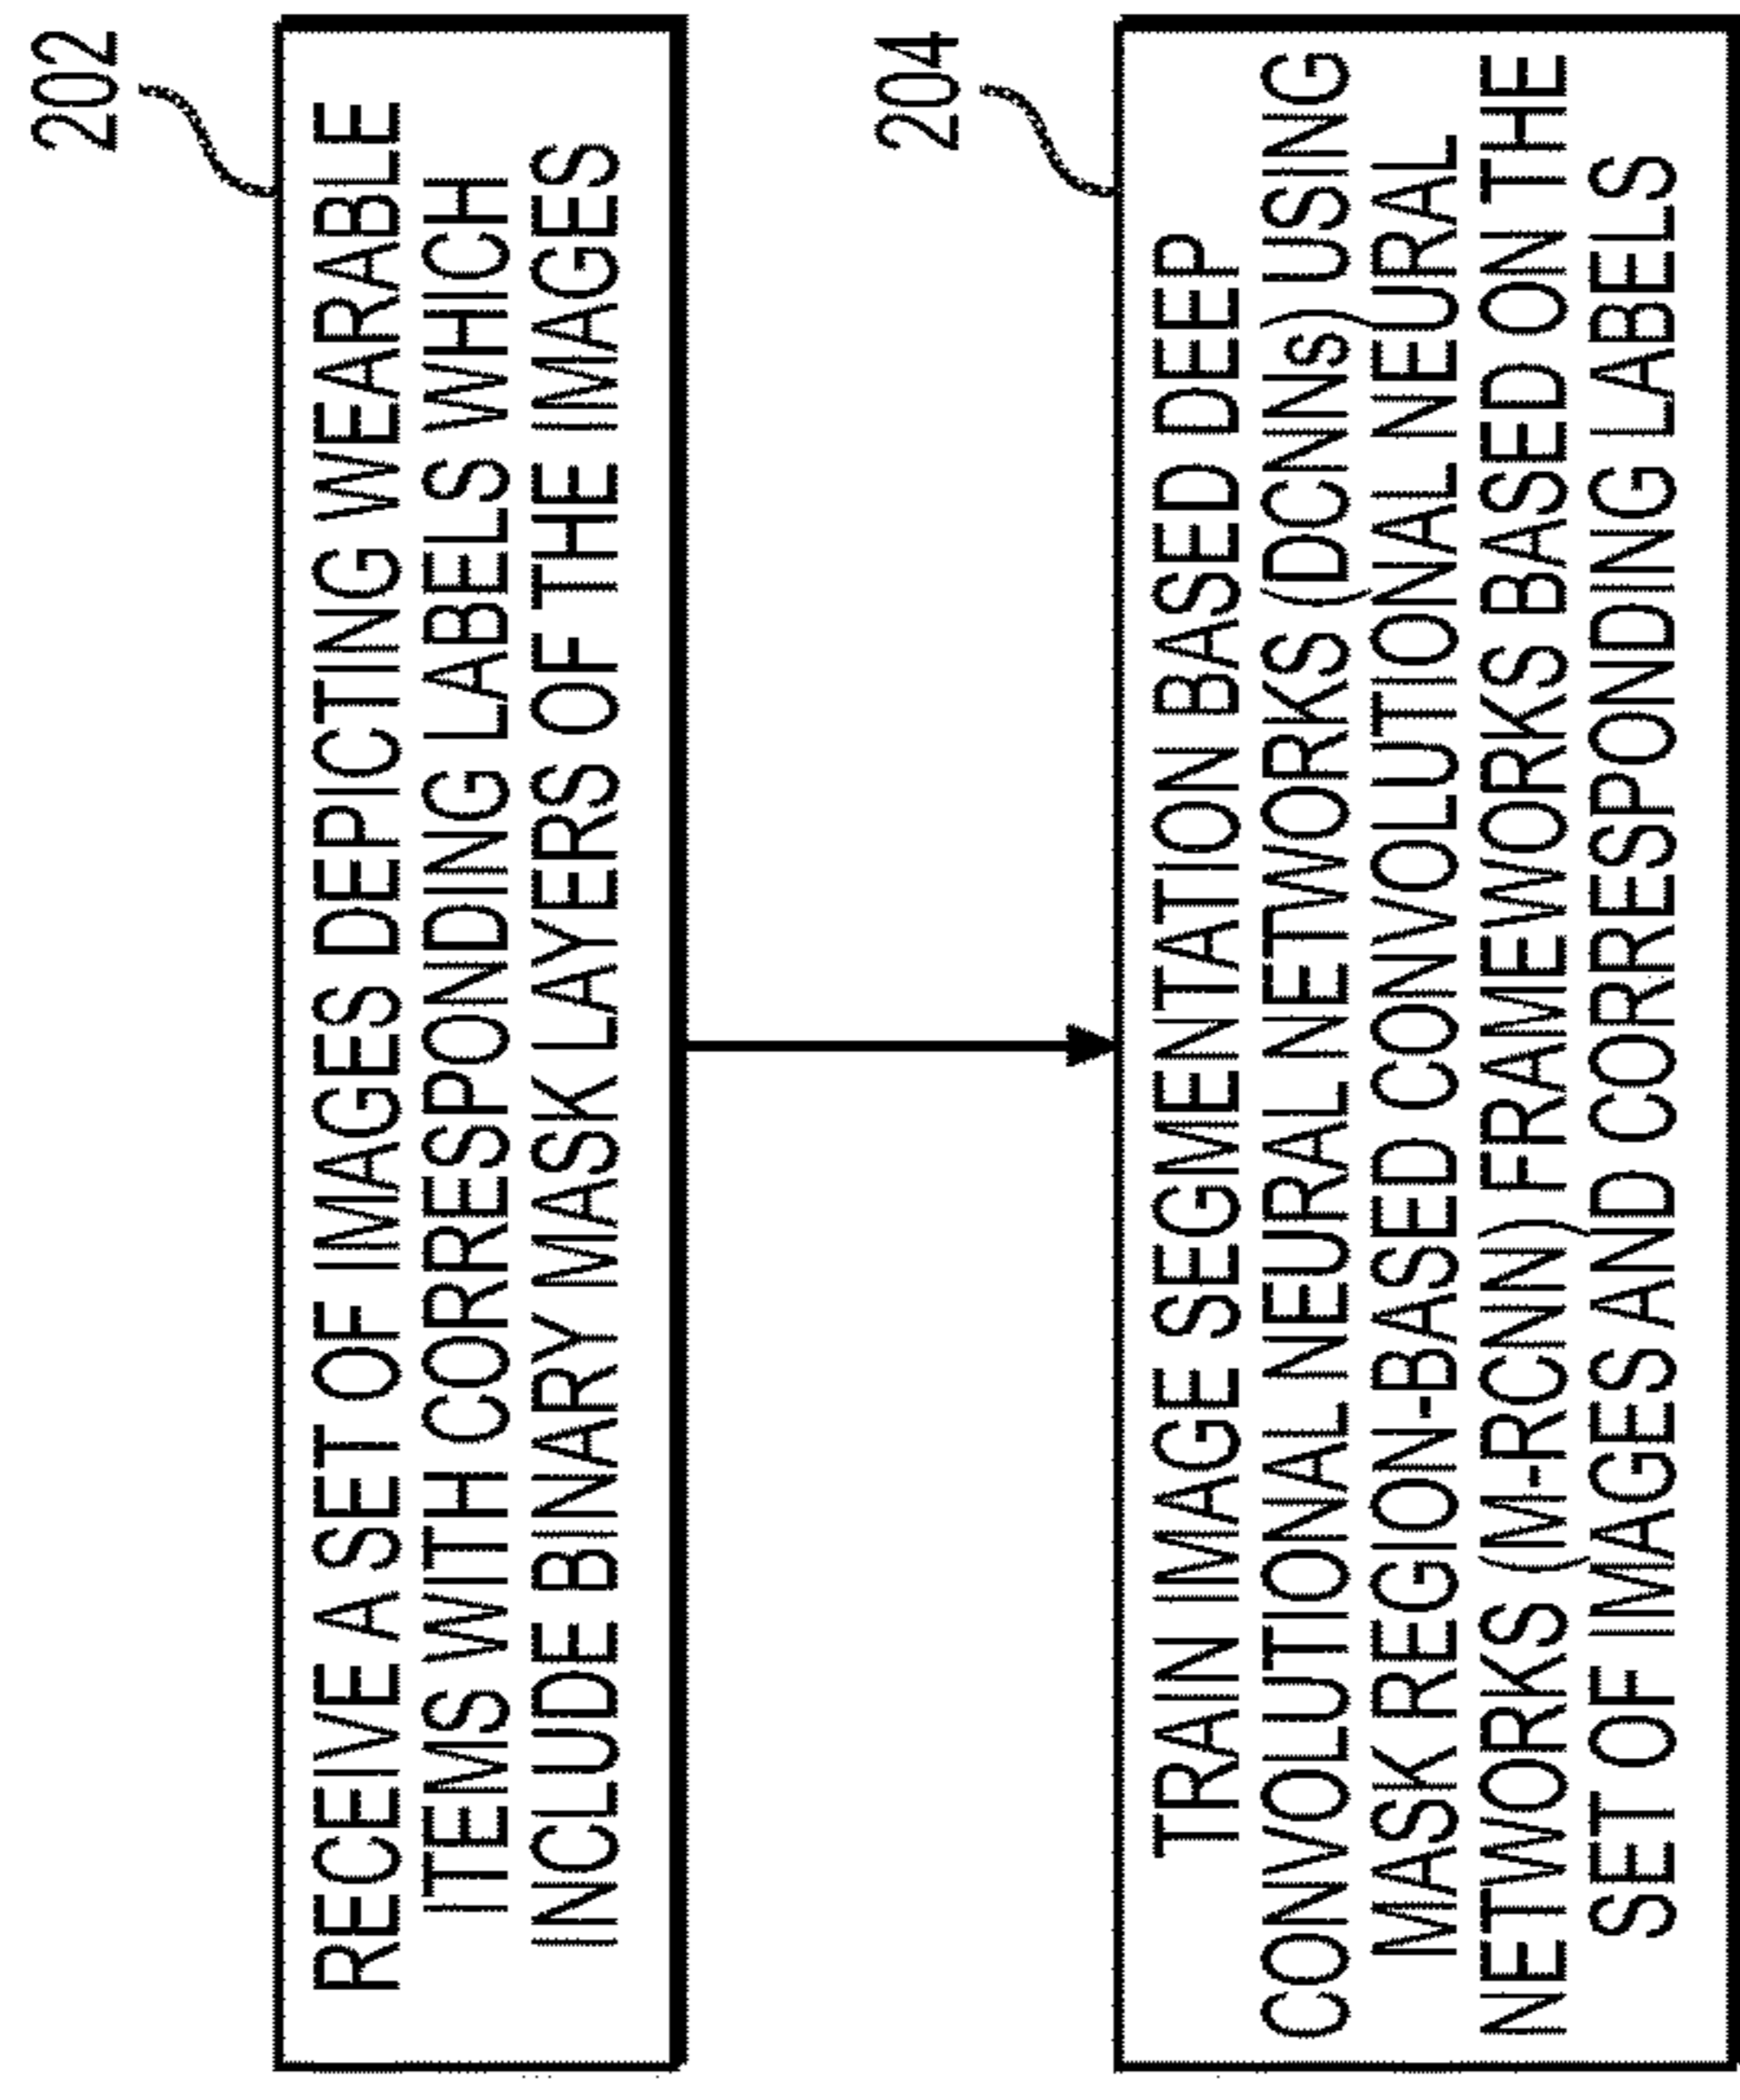 202
RECEIVE A SET OF IMAGES DEPICTING WEARABLE
ITEMS WITH CORRESPONDING LABELS WHICH
INCLUDE BINARY MASK LAYERS OF THE IMAGES
204
TRAIN IMAGE SEGMENTATION BASED DEEP
CONVOLUTIONAL NEURAL NETWORKS (DCNNs) USING
MASK REGION-BASED CONVOLUTIONAL NEURAL
NETWORKS (M-RCNN) FRAMEWORKS BASED ON THE
SET OF IMAGES AND CORRESPONDING LABELS